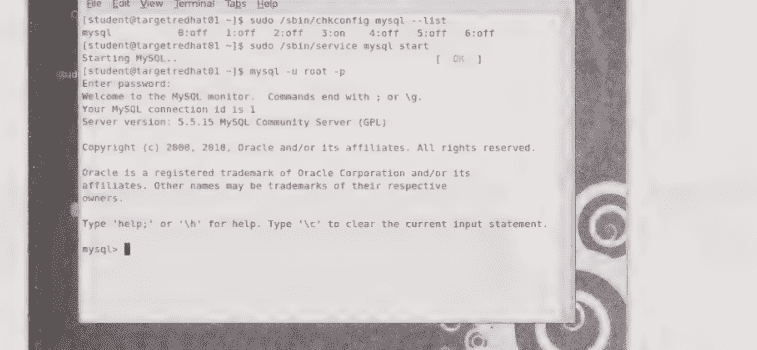 File Edit View Terminal Tabs Help
[student@targetredhat01 ~]$ sudo /sbin/chkconfig mysql --list
mysql 0:off 1:off 2:off 3:on 4:off 5:off 6:off
[student@targetredhat01 ~]$ sudo /sbin/service mysql start
Starting MySQL.. [ OK ]
[student@targetredhat01 ~]$ mysql -u root -p
Enter password:
Welcome to the MySQL monitor. Commands end with ; or \g.
Your MySQL connection id is 1
Server version: 5.5.15 MySQL Community Server (GPL)
Copyright (c) 2000, 2010, Oracle and/or its affiliates. All rights reserved.
Oracle is a registered trademark of Oracle Corporation and/or its
affiliates. Other names may be trademarks of their respective
owners.
Type 'help;' or '\h' for help. Type '\c' to clear the current input statement.
mysql>